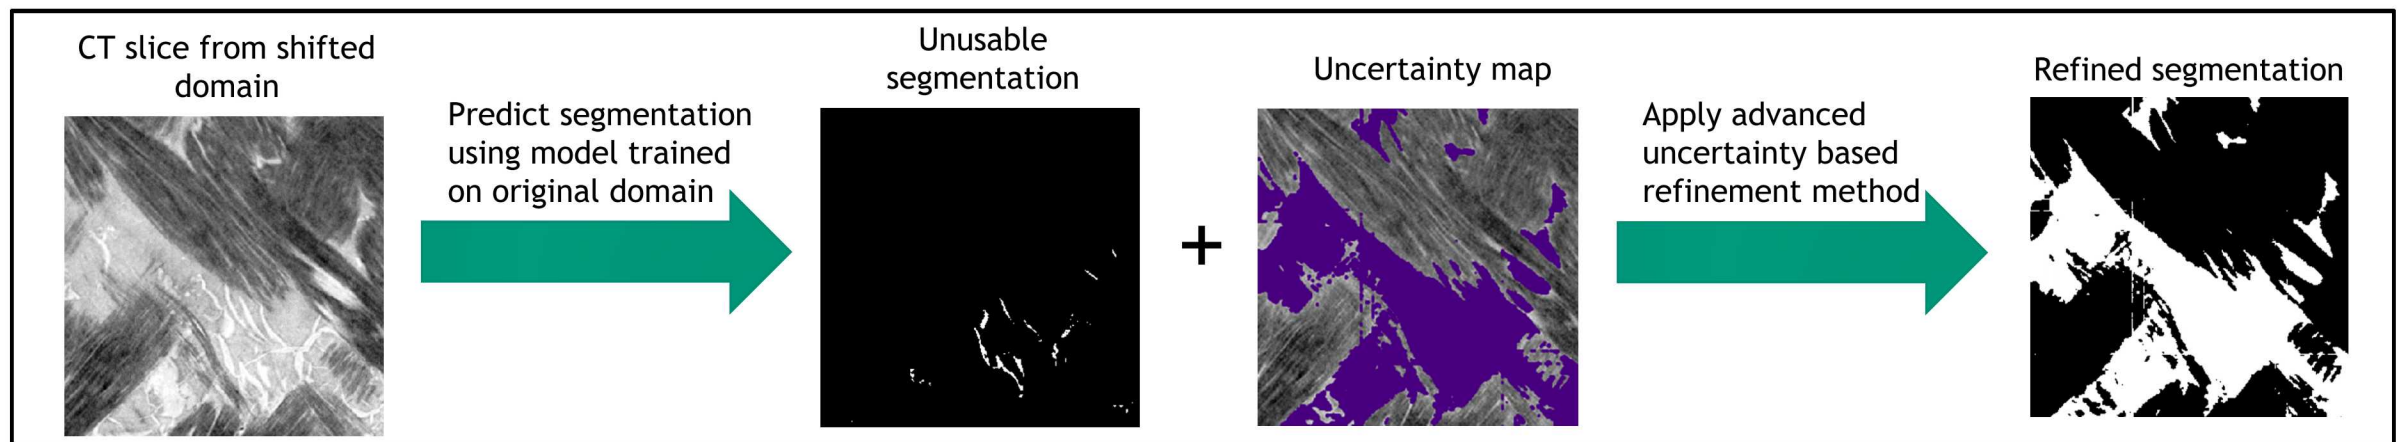 CT slice from shifted
domain
Predict segmentation
using model trained
on original domain
Unusable
segmentation
+
Uncertainty map
Apply advanced
uncertainty based
refinement method
Refined segmentation